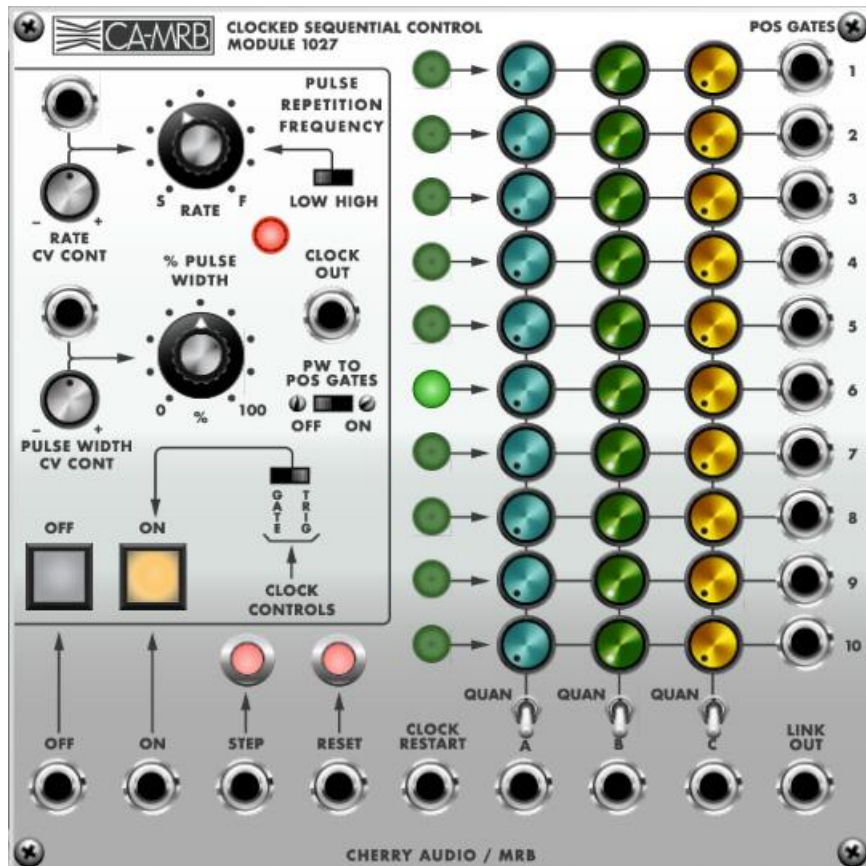 CA-MRB
CLOCKED SEQUENTIAL CONTROL
MODULE 1027
POS GATES
PULSE
REPETITION
FREQUENCY
S
RATE
F
LOW HIGH
-
+
RATE
CV CONT
% PULSE
WIDTH
CLOCK
OUT
0
%
100
PW TO
POS GATES
OFF
ON
-
+
PULSE WIDTH
CV CONT
GATE
TRIG
CLOCK
CONTROLS
OFF
ON
1
2
3
4
5
6
7
8
9
10
QUAN
QUAN
QUAN
OFF
ON
STEP
RESET
CLOCK
RESTART
A
B
C
LINK
OUT
CHERRY AUDIO / MRB